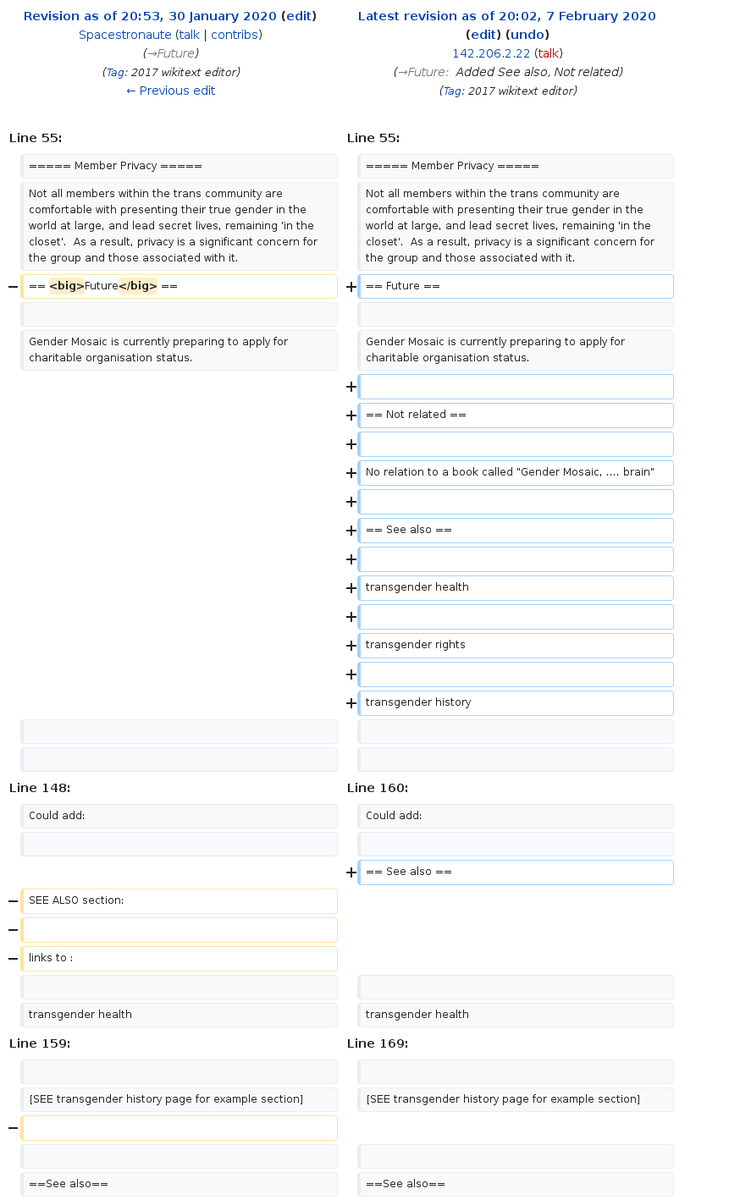 Revision as of 20:53, 30 January 2020 (edit)
Spacestronaute (talk | contribs)
(→Future)
(Tag: 2017 wikitext editor)
← Previous edit
Latest revision as of 20:02, 7 February 2020
(edit) (undo)
142.206.2.22 (talk)
(→Future: Added See also, Not related)
(Tag: 2017 wikitext editor)
Line 55:
Line 55:
===== Member Privacy =====
===== Member Privacy =====
Not all members within the trans community are
comfortable with presenting their true gender in the
world at large, and lead secret lives, remaining 'in the
closet'. As a result, privacy is a significant concern for
the group and those associated with it.
Not all members within the trans community are
comfortable with presenting their true gender in the
world at large, and lead secret lives, remaining 'in the
closet'. As a result, privacy is a significant concern for
the group and those associated with it.
− == <big>Future</big> ==
+ == Future ==
Gender Mosaic is currently preparing to apply for
charitable organisation status.
Gender Mosaic is currently preparing to apply for
charitable organisation status.
+
+ == Not related ==
+
+ No relation to a book called "Gender Mosaic, .... brain"
+
+ == See also ==
+
+ transgender health
+
+ transgender rights
+
+ transgender history
Line 148:
Line 160:
Could add:
Could add:
+ == See also ==
− SEE ALSO section:
−
− links to :
transgender health
transgender health
Line 159:
Line 169:
[SEE transgender history page for example section]
[SEE transgender history page for example section]
−
==See also==
==See also==